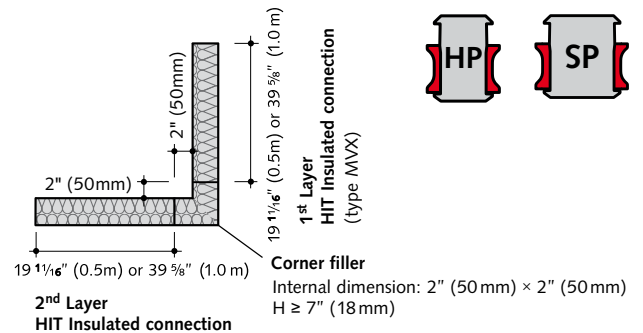 HP
SP
2" (50mm)
19 11/16" (0.5m) or 39 5/8" (1.0 m)
1st Layer
HIT Insulated connection
(type MVX)
2" (50mm)
19 11/16" (0.5m) or 39 5/8" (1.0 m)
2nd Layer
HIT Insulated connection
Corner filler
Internal dimension: 2" (50 mm) × 2" (50 mm)
H ≥ 7" (18 mm)